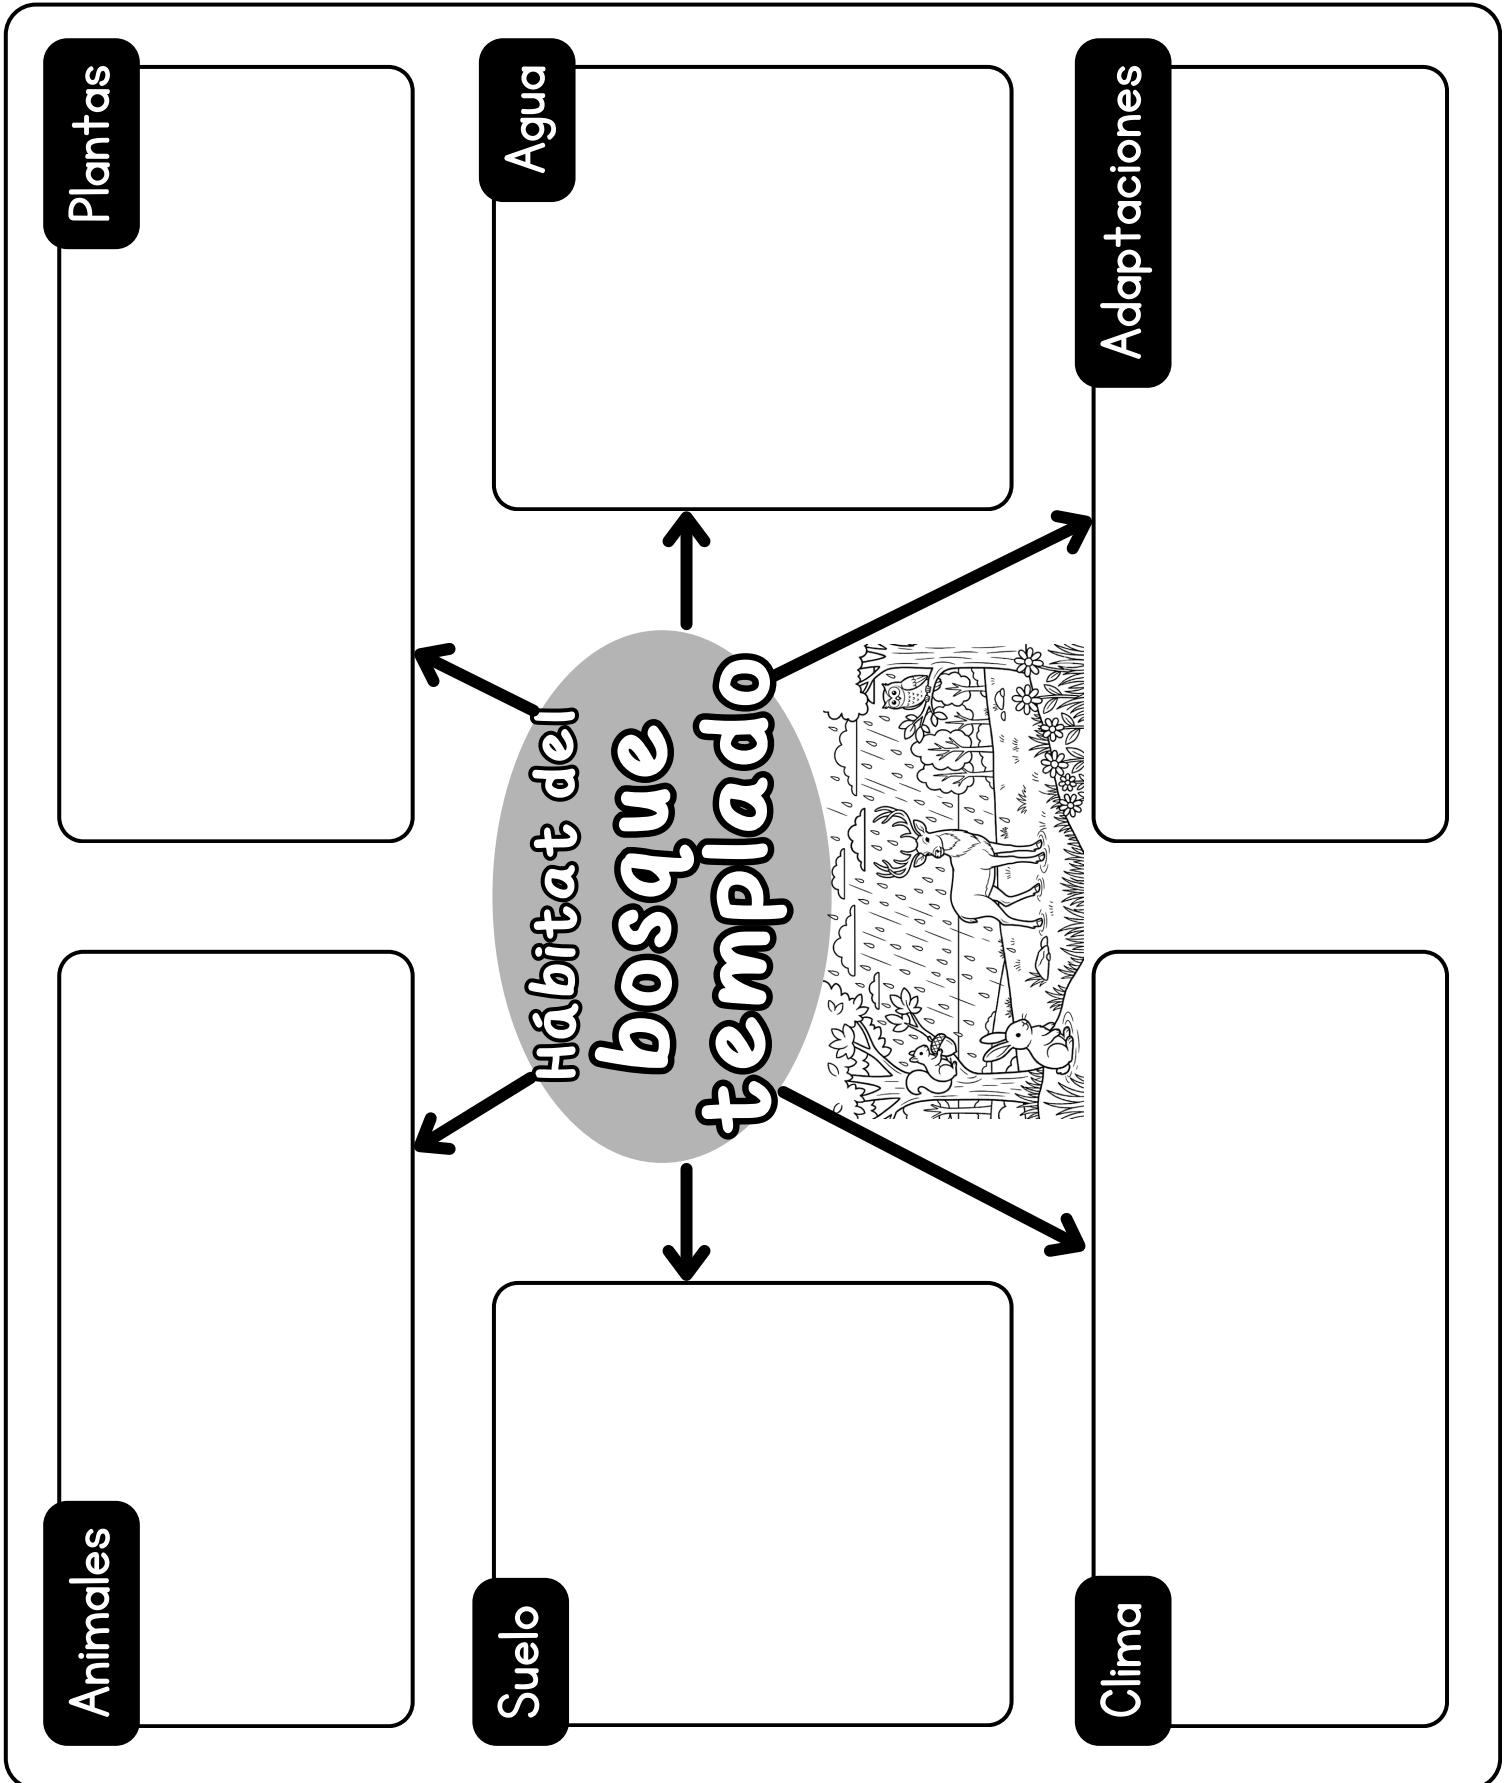 Animales
Plantas
Hábitat del
bosque
templado
Suelo
Agua
Clima
Adaptaciones